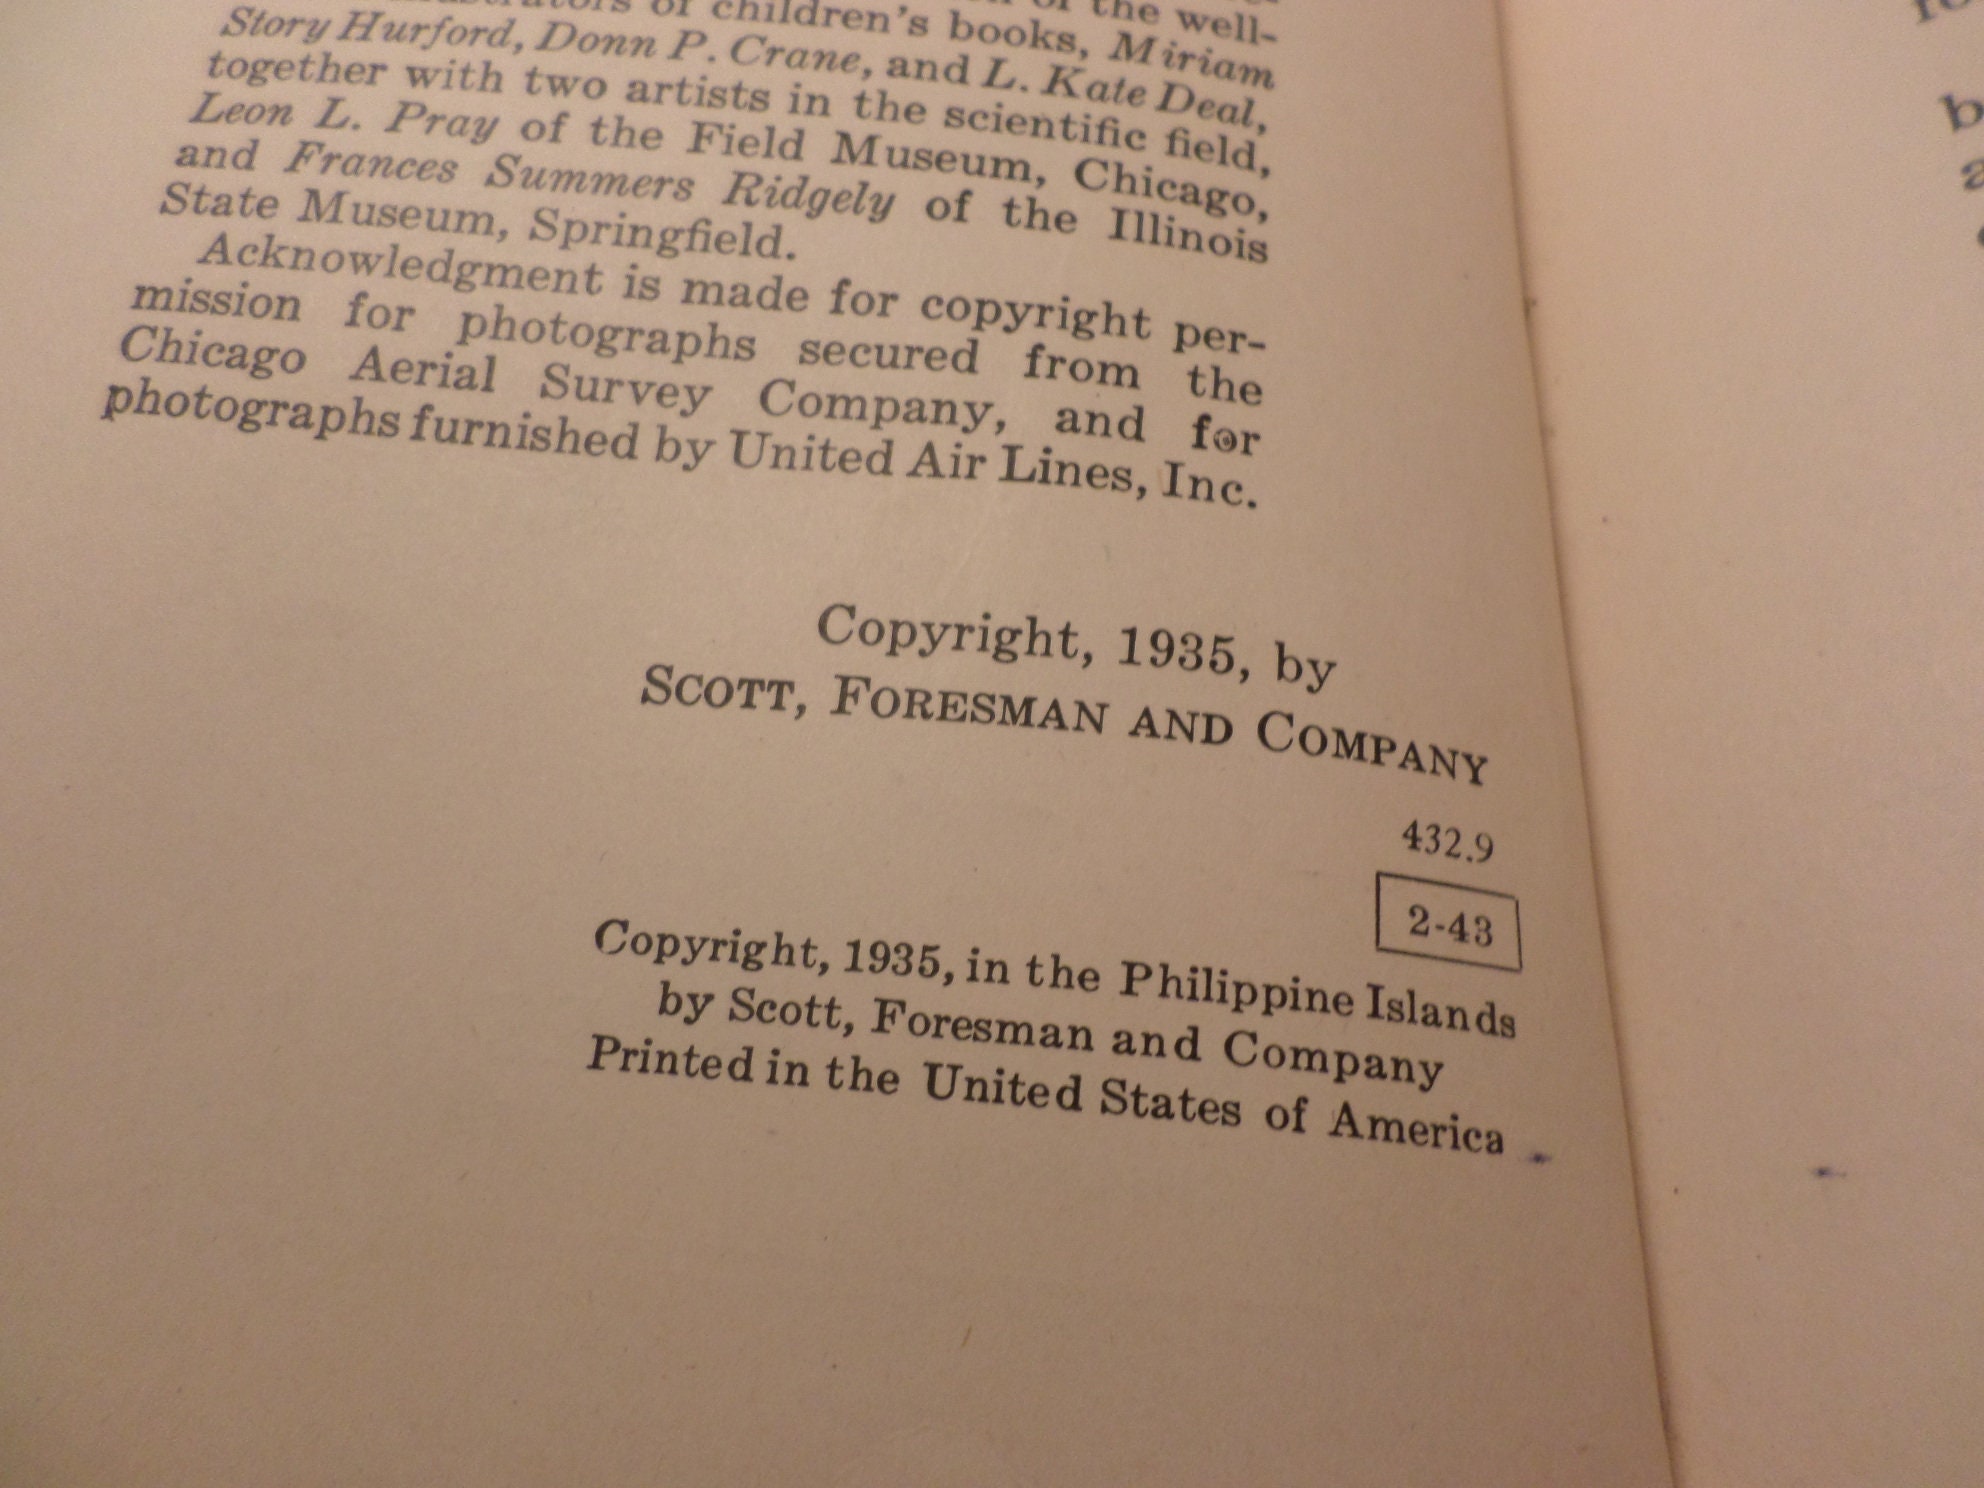 of the well-
of children's books, Miriam
Story Hurford, Donn P. Crane, and L. Kate Deal,
together with two artists in the scientific field,
Leon L. Pray of the Field Museum, Chicago,
and Frances Summers Ridgely of the Illinois
State Museum, Springfield.
Acknowledgment is made for copyright per-
mission for photographs secured from the
Chicago Aerial Survey Company, and for
photographs furnished by United Air Lines, Inc.
Copyright, 1935, by
SCOTT, FORESMAN AND COMPANY
432.9
2-43
Copyright, 1935, in the Philippine Islands
by Scott, Foresman and Company
Printed in the United States of America